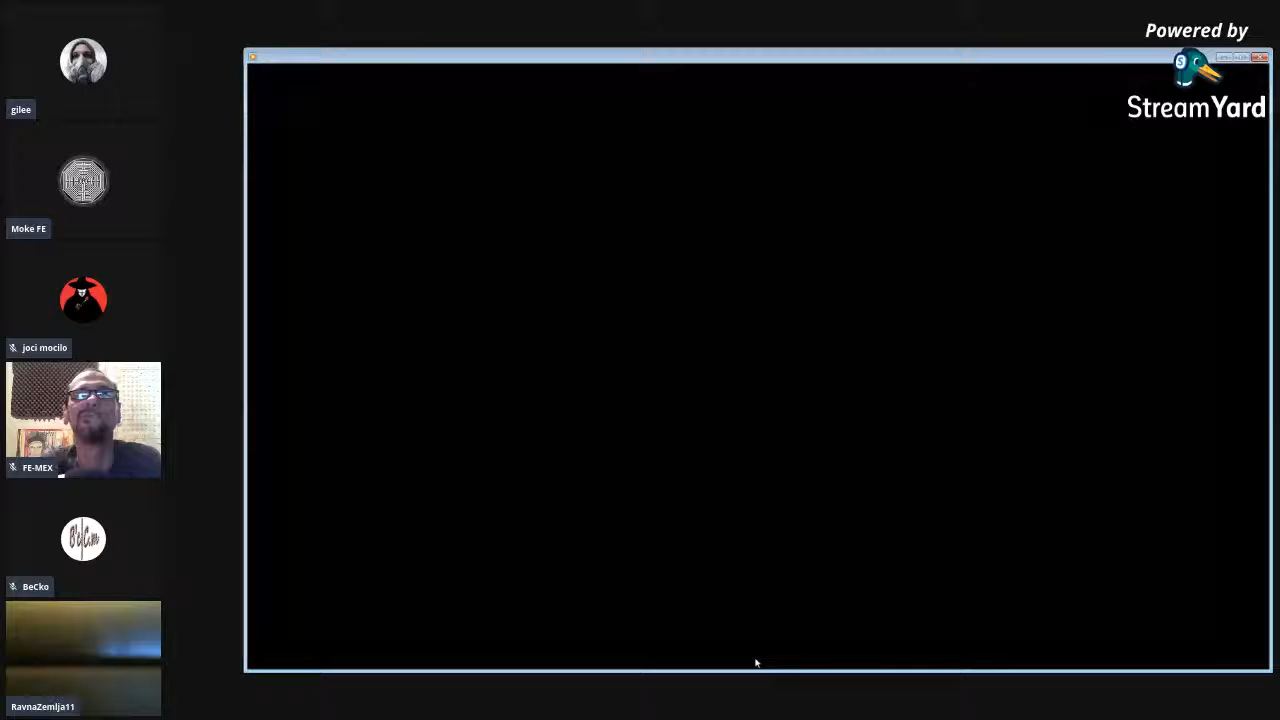 Powered by
StreamYard
gilee
Moke FE
joci mocilo
FE-MEX
BeCko
RavnaZemlja11